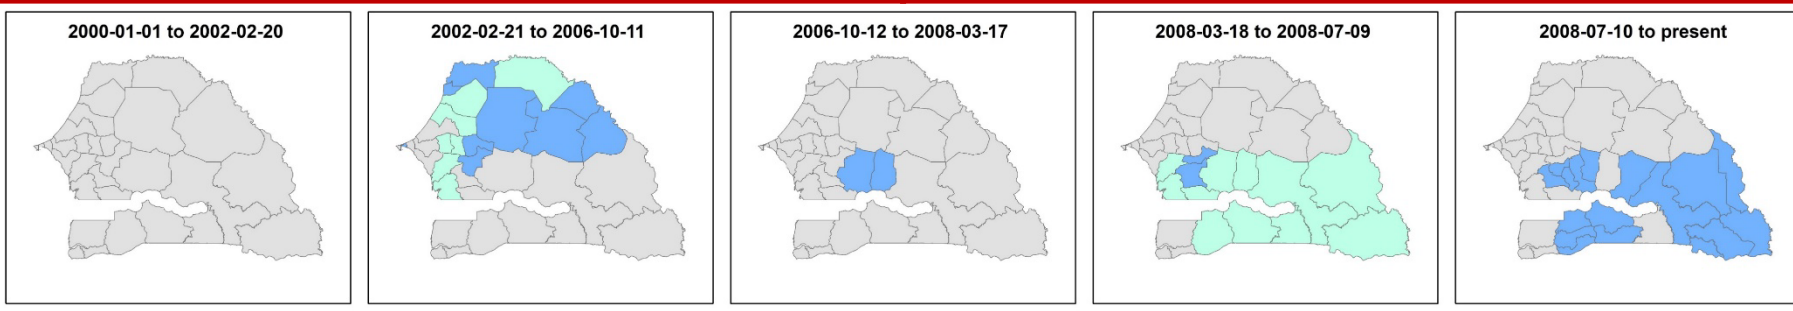 2000-01-01 to 2002-02-20
2002-02-21 to 2006-10-11
2006-10-12 to 2008-03-17
2008-03-18 to 2008-07-09
2008-07-10 to present